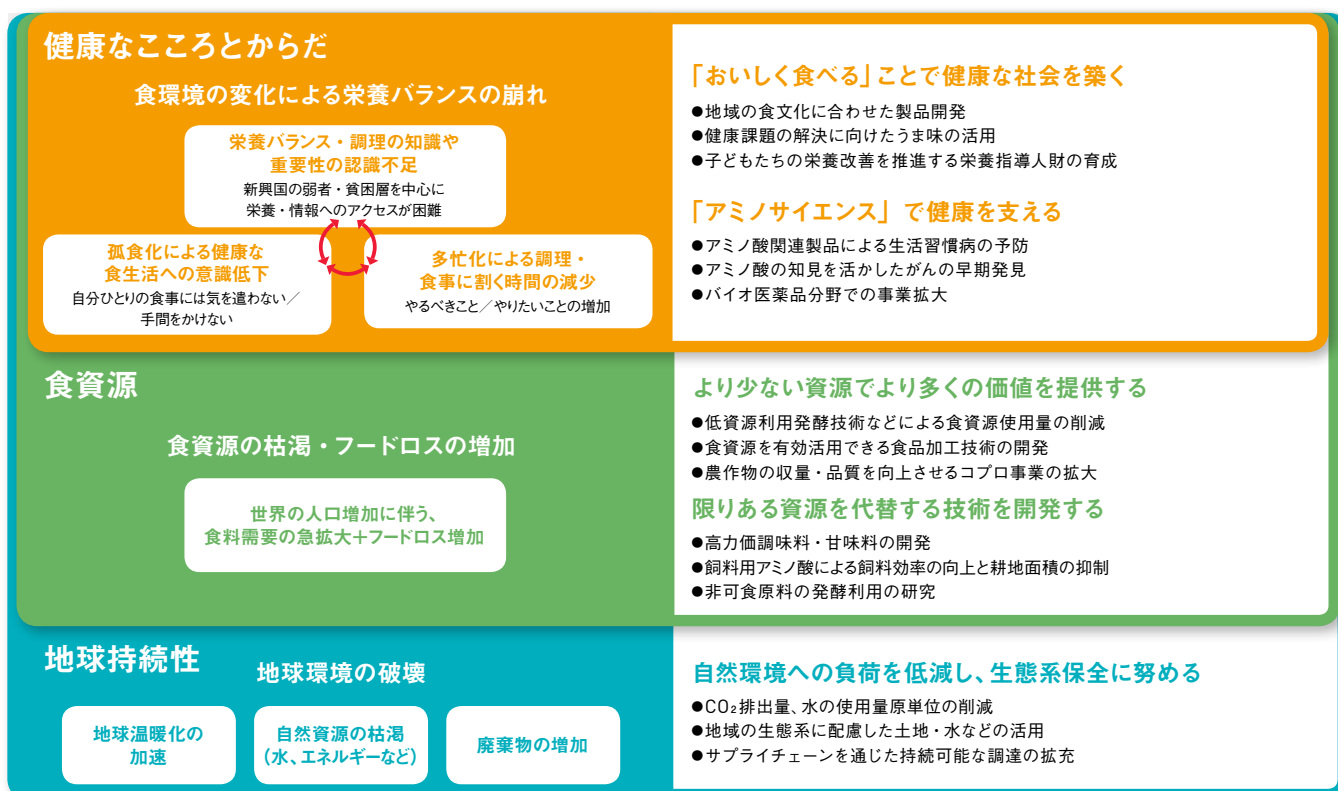 健康なこころとからだ
食環境の変化による栄養バランスの崩れ
栄養バランス・調理の知識や
重要性の認識不足
新興国の弱者・貧困層を中心に
栄養・情報へのアクセスが困難
孤食化による健康な
食生活への意識低下
自分ひとりの食事には気を遣わない／
手間をかけない
多忙化による調理・
食事に割く時間の減少
やるべきこと／やりたいことの増加
「おいしく食べる」ことで健康な社会を築く
●地域の食文化に合わせた製品開発
●健康課題の解決に向けたうま味の活用
●子どもたちの栄養改善を推進する栄養指導人財の育成
「アミノサイエンス」で健康を支える
●アミノ酸関連製品による生活習慣病の予防
●アミノ酸の知見を活かしたがんの早期発見
●バイオ医薬品分野での事業拡大
食資源
食資源の枯渇・フードロスの増加
世界の人口増加に伴う、
食料需要の急拡大＋フードロス増加
より少ない資源でより多くの価値を提供する
●低資源利用発酵技術などによる食資源使用量の削減
●食資源を有効活用できる食品加工技術の開発
●農作物の収量・品質を向上させるコプロ事業の拡大
限りある資源を代替する技術を開発する
●高力価調味料・甘味料の開発
●飼料用アミノ酸による飼料効率の向上と耕地面積の抑制
●非可食原料の発酵利用の研究
地球持続性
地球環境の破壊
地球温暖化の
加速
自然資源の枯渇
（水、エネルギーなど）
廃棄物の増加
自然環境への負荷を低減し、生態系保全に努める
●CO₂排出量、水の使用量原単位の削減
●地域の生態系に配慮した土地・水などの活用
●サプライチェーンを通じた持続可能な調達の拡充